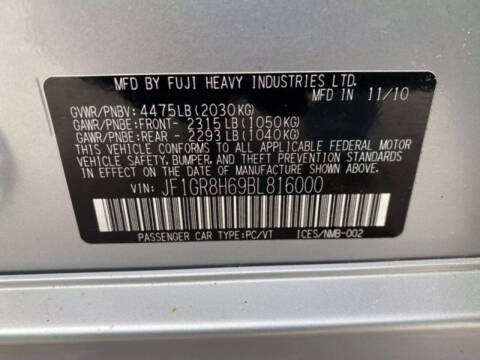 MFD BY FUJI HEAVY INDUSTRIES LTD.
GVWR/PNBV: 4475LB(2030KG) DATE:IN 11/10
GAWR/PNBE:FRONT- 2315LB(1050KG)
GAWR/PNBE:REAR - 2293LB(1040KG)
THIS VEHICLE CONFORMS TO ALL APPLICABLE FEDERAL MOTOR
VEHICLE SAFETY, BUMPER, AND THEFT PREVENTION STANDARDS
IN EFFECT ON THE DATE OF MANUFACTURE SHOWN ABOVE.
VIN: JF1GR8H69BL816000
PASSENGER CAR TYPE:PC/VT ICES/NMB-002